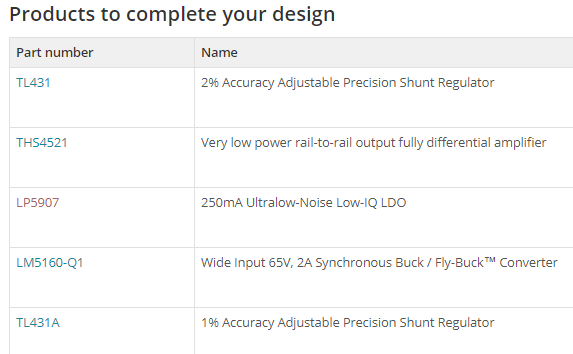 Products to complete your design
Part number Name
TL431 2% Accuracy Adjustable Precision Shunt Regulator
THS4521 Very low power rail-to-rail output fully differential amplifier
LP5907 250mA Ultralow-Noise Low-IQ LDO
LM5160-Q1 Wide Input 65V, 2A Synchronous Buck / Fly-Buck™ Converter
TL431A 1% Accuracy Adjustable Precision Shunt Regulator